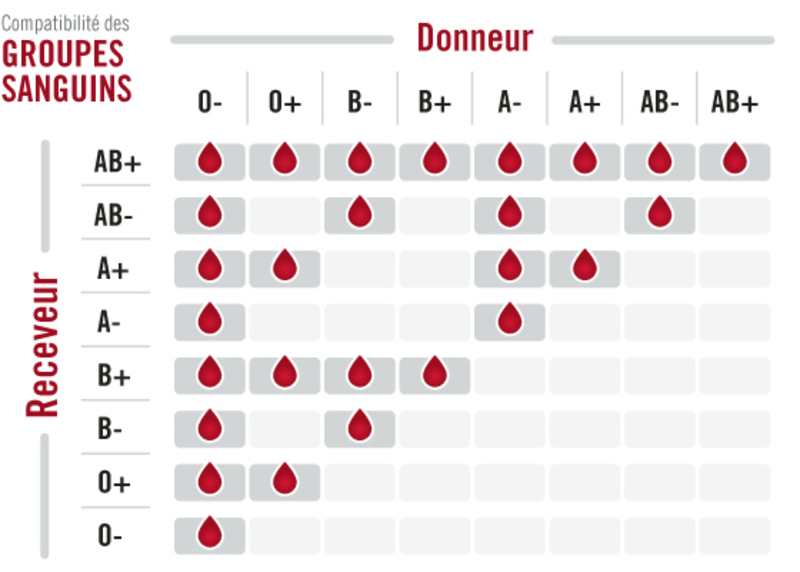 Compatibilité des
GROUPES
SANGUINS
Donneur
O- O+ B- B+ A- A+ AB- AB+
Receveur
AB+
AB-
A+
A-
B+
B-
O+
O-